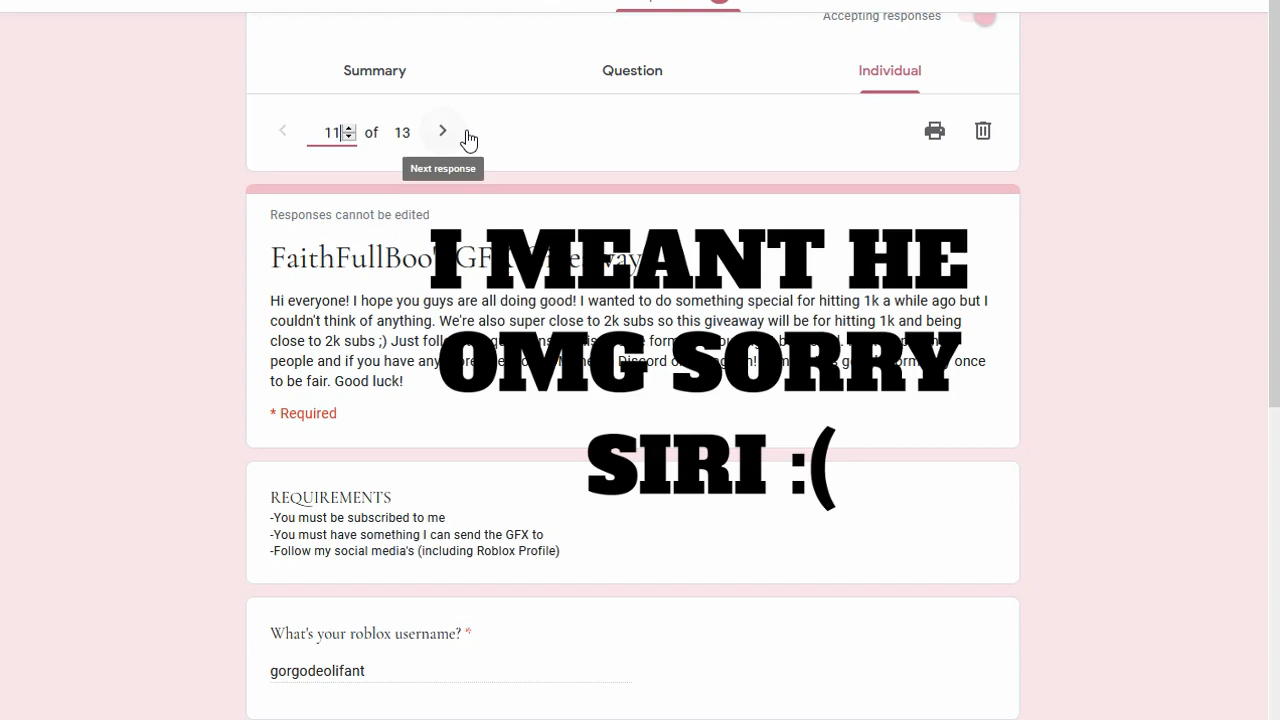 Accepting responses
Summary Question Individual
11 of 13
Next response
Responses cannot be edited
FaithFullBoo
I MEANT HE
Hi everyone! I hope you guys are all doing good! I wanted to do something special for hitting 1k a while ago but I
couldn't think of anything. We're also super close to 2k subs so this giveaway will be for hitting 1k and being
close to 2k subs ;) Just
OMG SORRY
people and if you have any Discord once
to be fair. Good luck!
* Required
SIRI :(
REQUIREMENTS
-You must be subscribed to me
-You must have something I can send the GFX to
-Follow my social media's (including Roblox Profile)
What's your roblox username? *
gorgodeolifant